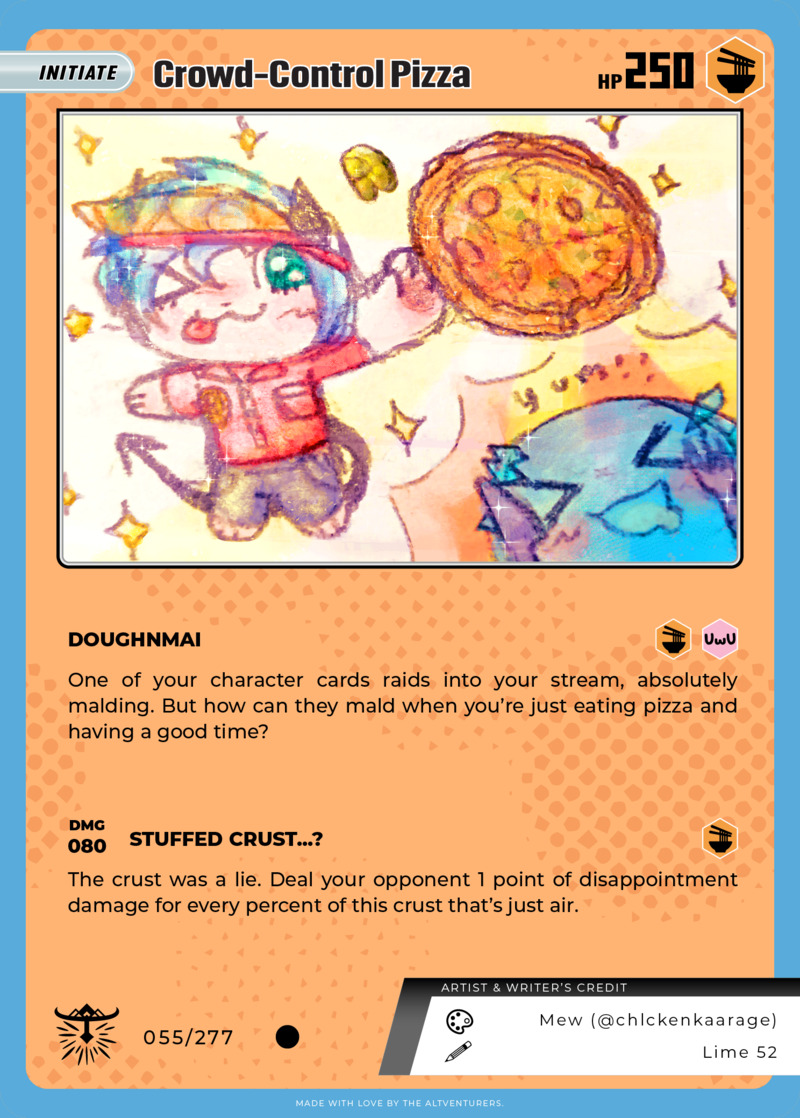 INITIATE
Crowd-Control Pizza
HP 250
yum!!
DOUGHNMAI
UwU
One of your character cards raids into your stream, absolutely
malding. But how can they mald when you're just eating pizza and
having a good time?
DMG
080
STUFFED CRUST...?
The crust was a lie. Deal your opponent 1 point of disappointment
damage for every percent of this crust that's just air.
ARTIST & WRITER'S CREDIT
Mew (@chlckenkaarage)
Lime 52
055/277
MADE WITH LOVE BY THE ALTVENTURERS.